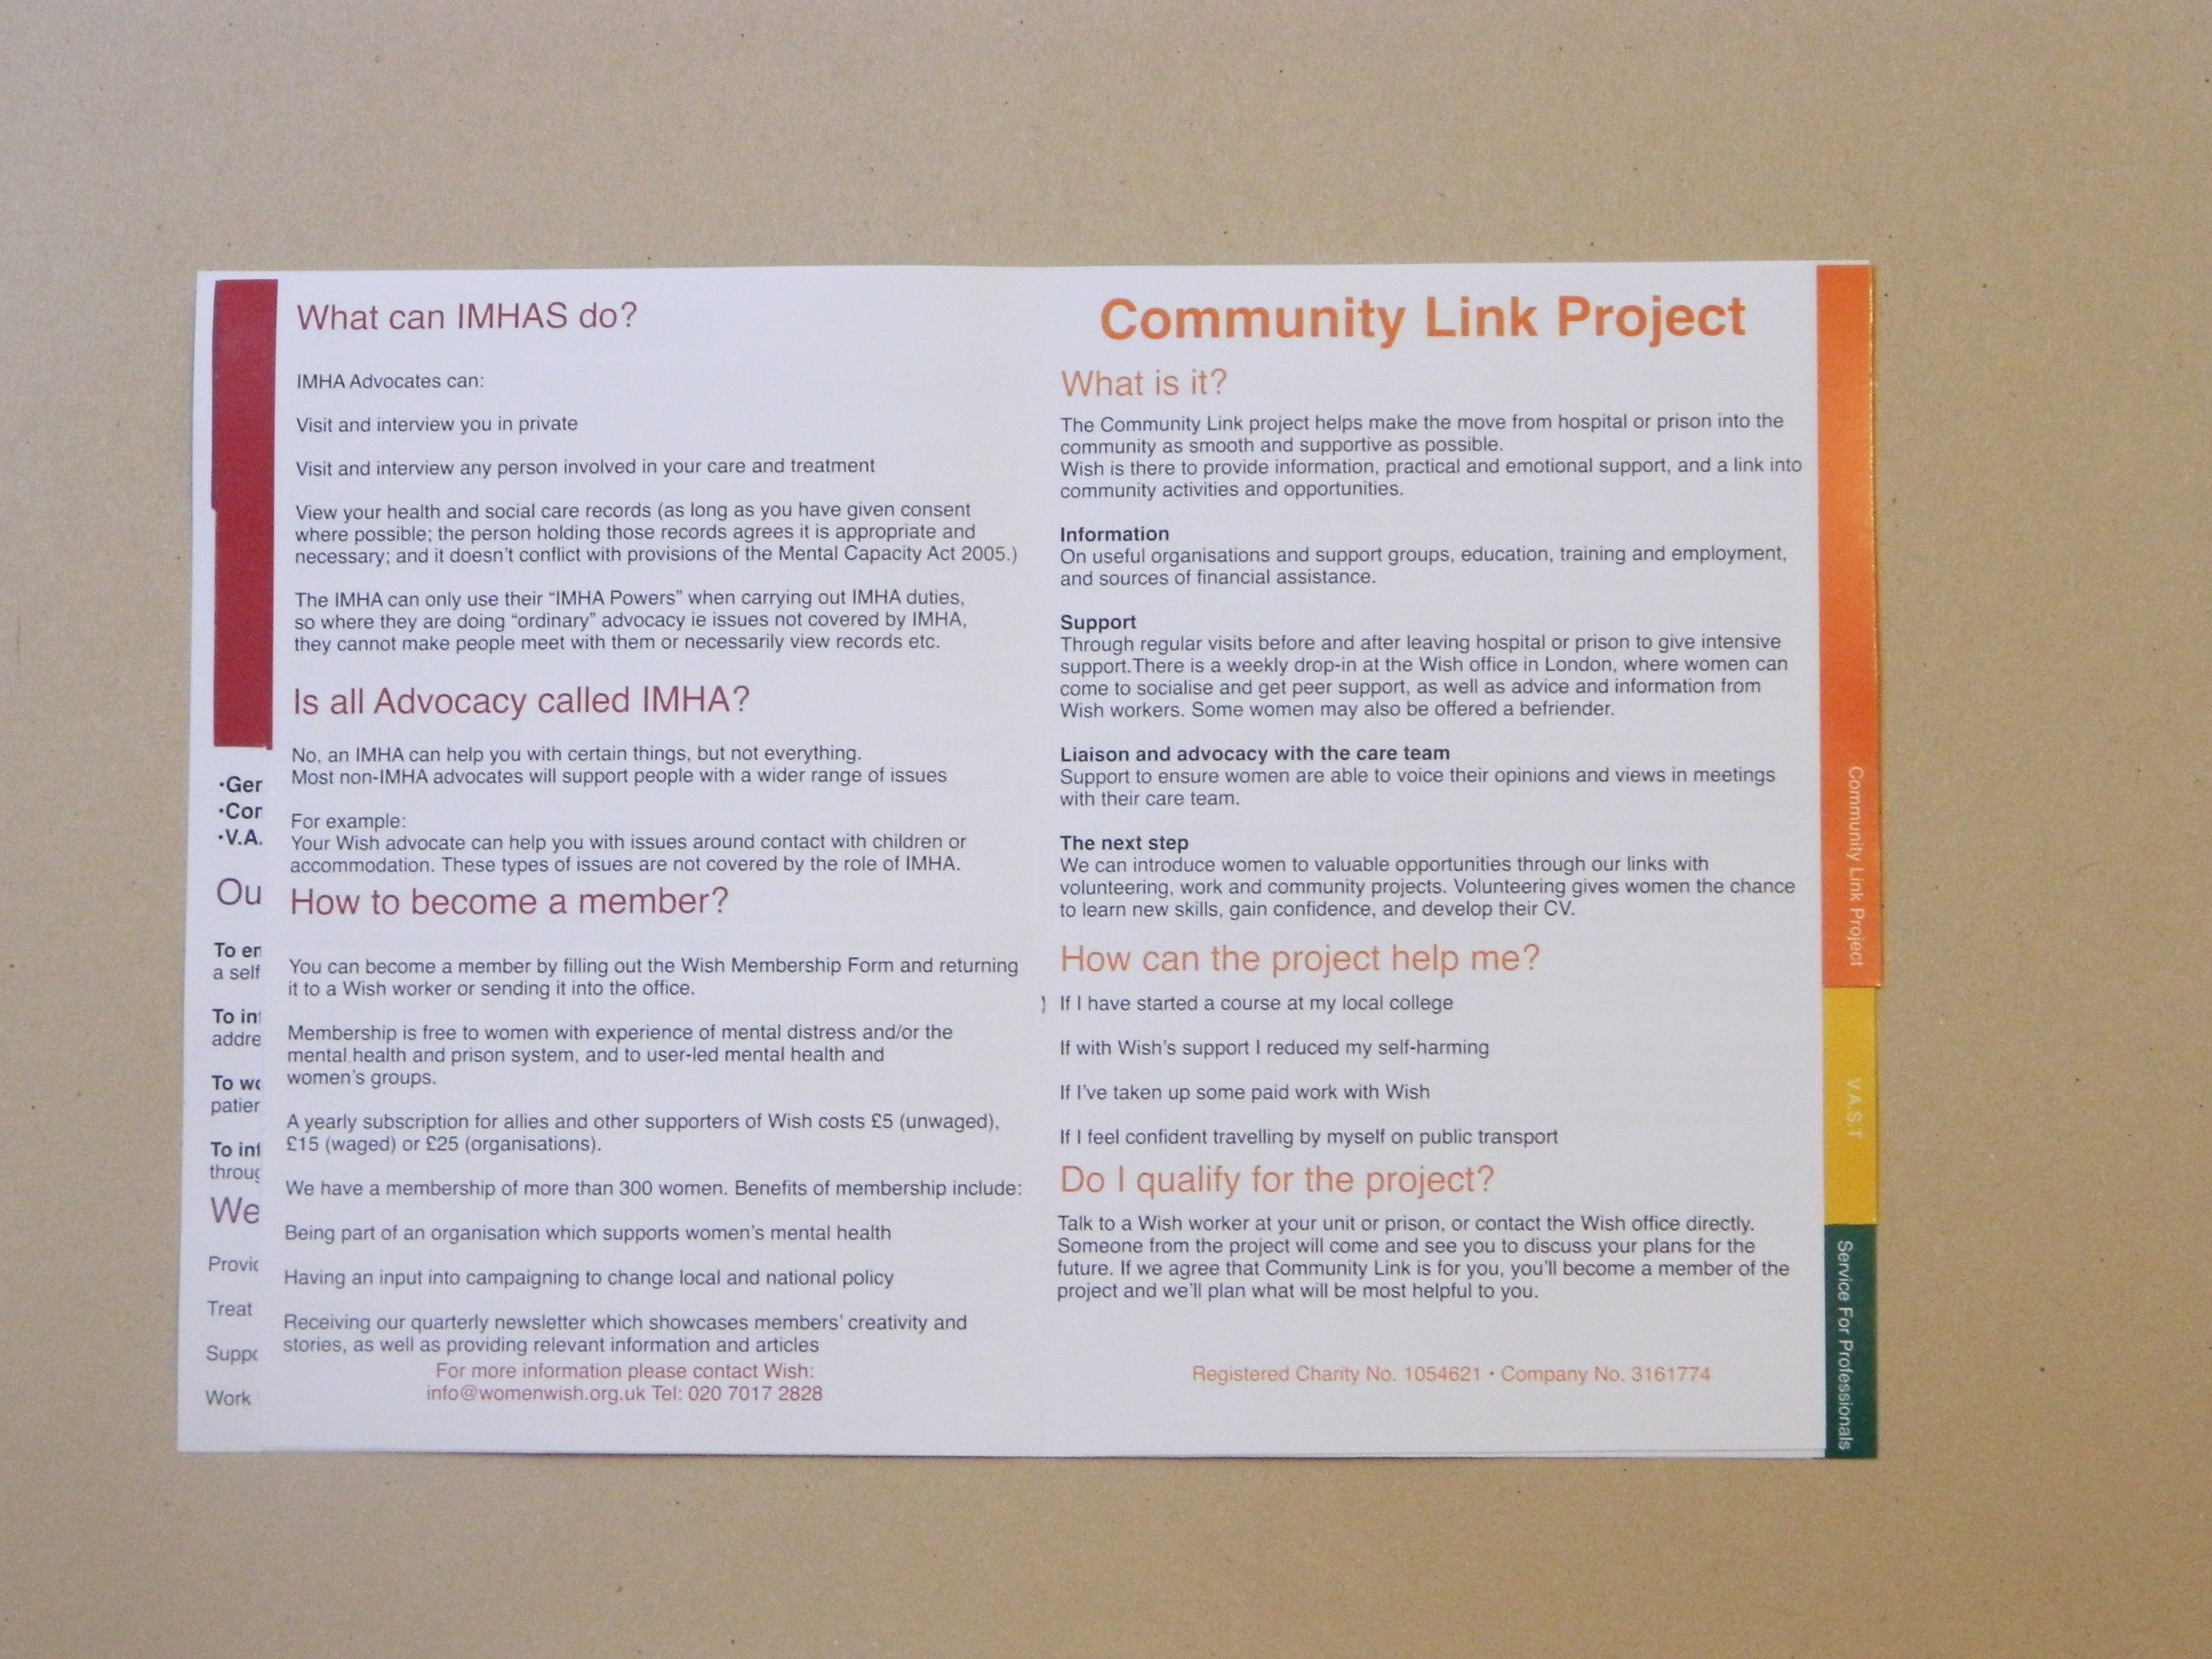 What can IMHAS do?
IMHA Advocates can:
Visit and interview you in private
Visit and interview any person involved in your care and treatment
View your health and social care records (as long as you have given consent
where possible; the person holding those records agrees it is appropriate and
necessary; and it doesn't conflict with provisions of the Mental Capacity Act 2005.)
The IMHA can only use their “IMHA Powers” when carrying out IMHA duties,
so where they are doing “ordinary” advocacy ie issues not covered by IMHA,
they cannot make people meet with them or necessarily view records etc.
Is all Advocacy called IMHA?
No, an IMHA can help you with certain things, but not everything.
Most non-IMHA advocates will support people with a wider range of issues
For example:
Your Wish advocate can help you with issues around contact with children or
accommodation. These types of issues are not covered by the role of IMHA.
How to become a member?
You can become a member by filling out the Wish Membership Form and returning
it to a Wish worker or sending it into the office.
Membership is free to women with experience of mental distress and/or the
mental health and prison system, and to user-led mental health and
women's groups.
A yearly subscription for allies and other supporters of Wish costs £5 (unwaged),
£15 (waged) or £25 (organisations).
We have a membership of more than 300 women. Benefits of membership include:
Being part of an organisation which supports women's mental health
Having an input into campaigning to change local and national policy
Receiving our quarterly newsletter which showcases members' creativity and
stories, as well as providing relevant information and articles
For more information please contact Wish:
info@womenwish.org.uk Tel: 020 7017 2828
•Ger
•Cor
•V.A.
Ou
To er
a self
To in
addre
To wo
patier
To inf
throug
We
Provic
Treat
Suppo
Work
Community Link Project
What is it?
The Community Link project helps make the move from hospital or prison into the
community as smooth and supportive as possible.
Wish is there to provide information, practical and emotional support, and a link into
community activities and opportunities.
Information
On useful organisations and support groups, education, training and employment,
and sources of financial assistance.
Support
Through regular visits before and after leaving hospital or prison to give intensive
support.There is a weekly drop-in at the Wish office in London, where women can
come to socialise and get peer support, as well as advice and information from
Wish workers. Some women may also be offered a befriender.
Liaison and advocacy with the care team
Support to ensure women are able to voice their opinions and views in meetings
with their care team.
The next step
We can introduce women to valuable opportunities through our links with
volunteering, work and community projects. Volunteering gives women the chance
to learn new skills, gain confidence, and develop their CV.
How can the project help me?
If I have started a course at my local college
If with Wish's support I reduced my self-harming
If I've taken up some paid work with Wish
If I feel confident travelling by myself on public transport
Do I qualify for the project?
Talk to a Wish worker at your unit or prison, or contact the Wish office directly.
Someone from the project will come and see you to discuss your plans for the
future. If we agree that Community Link is for you, you'll become a member of the
project and we'll plan what will be most helpful to you.
Registered Charity No. 1054621 • Company No. 3161774
Community Link Project
V.A.S.T
Service For Professionals